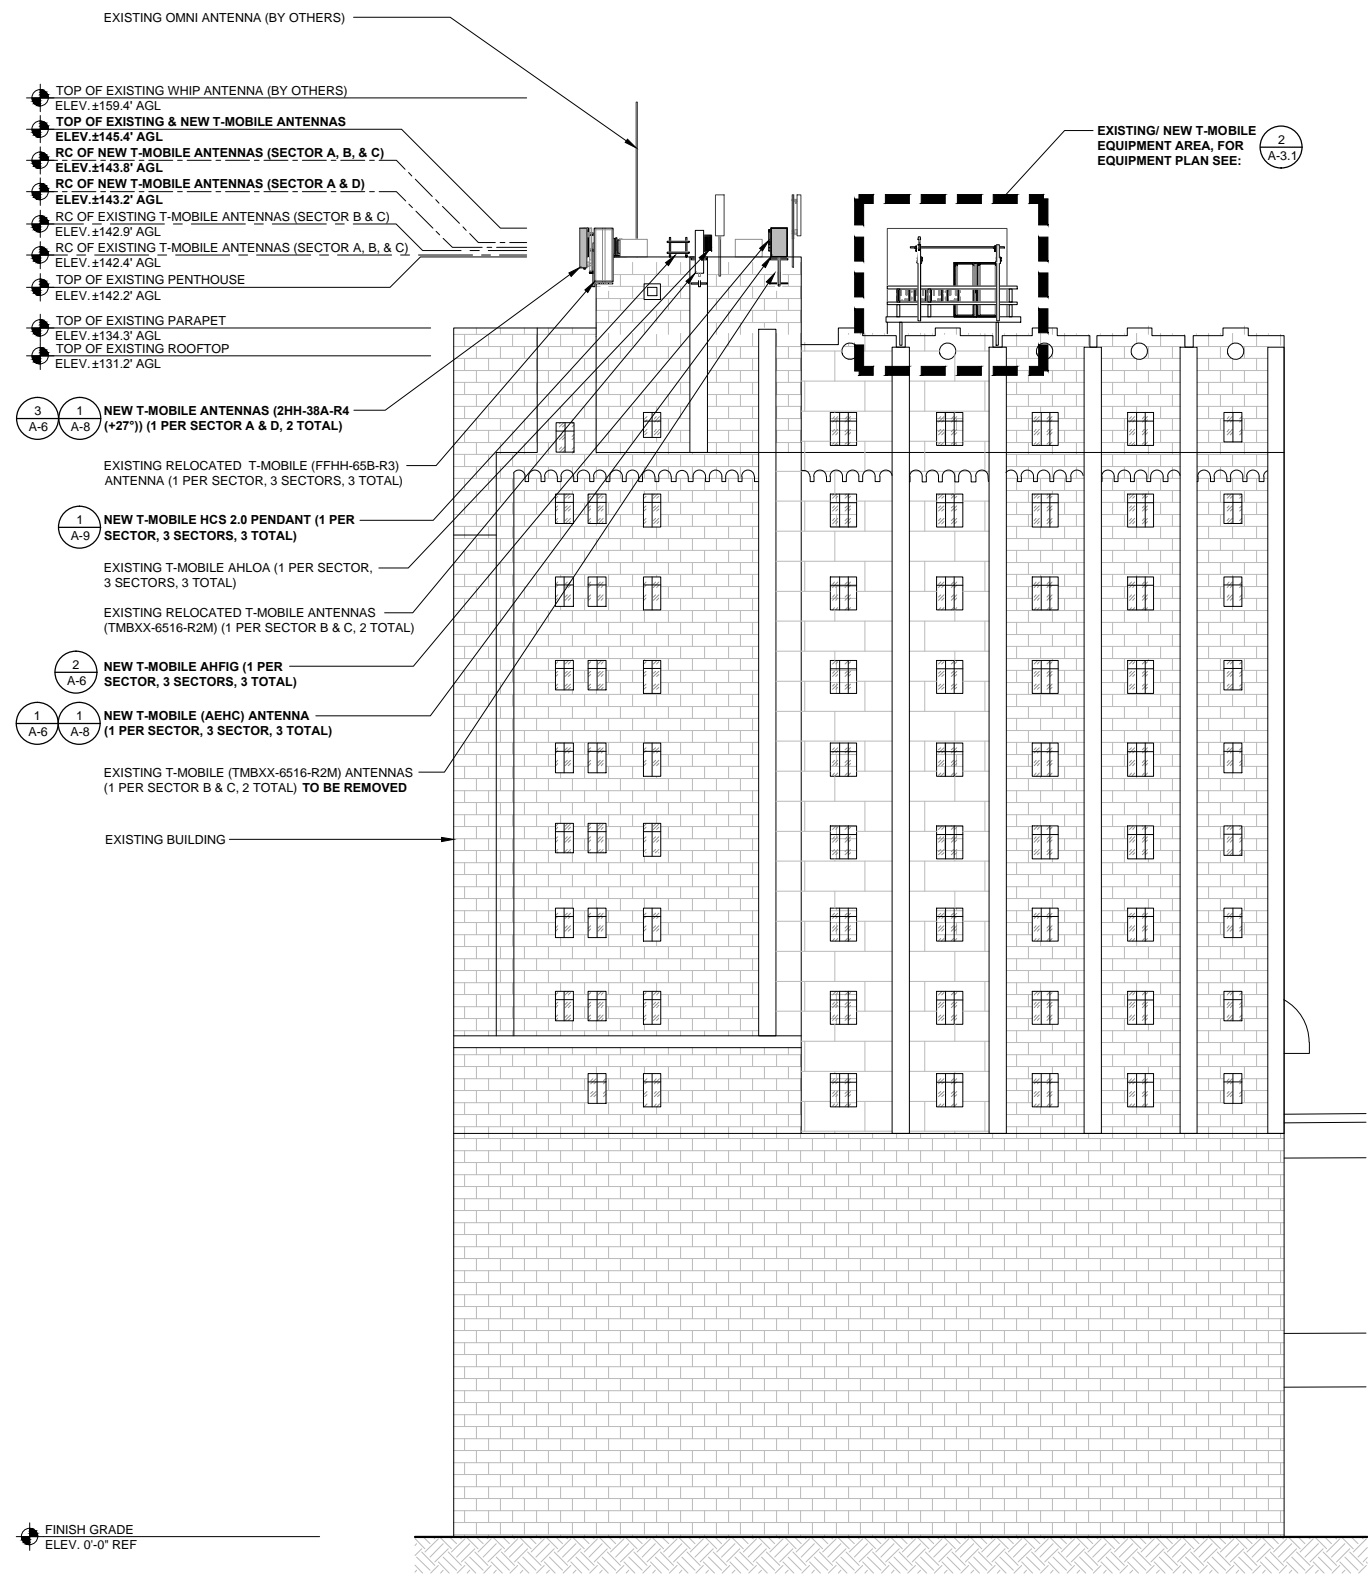 EXISTING OMNI ANTENNA (BY OTHERS)
TOP OF EXISTING WHIP ANTENNA (BY OTHERS)
ELEV.±159.4' AGL
TOP OF EXISTING & NEW T-MOBILE ANTENNAS
ELEV.±145.4' AGL
RC OF NEW T-MOBILE ANTENNAS (SECTOR A, B, & C)
ELEV.±143.8' AGL
RC OF NEW T-MOBILE ANTENNAS (SECTOR A & D)
ELEV.±143.2' AGL
RC OF EXISTING T-MOBILE ANTENNAS (SECTOR B & C)
ELEV.±142.9' AGL
RC OF EXISTING T-MOBILE ANTENNAS (SECTOR A, B, & C)
ELEV.±142.4' AGL
TOP OF EXISTING PENTHOUSE
ELEV.±142.2' AGL
TOP OF EXISTING PARAPET
ELEV.±134.3' AGL
TOP OF EXISTING ROOFTOP
ELEV.±131.2' AGL
EXISTING/ NEW T-MOBILE
EQUIPMENT AREA, FOR
EQUIPMENT PLAN SEE:
2
A-3.1
3
A-6
1
A-8
NEW T-MOBILE ANTENNAS (2HH-38A-R4
(+27°)) (1 PER SECTOR A & D, 2 TOTAL)
EXISTING RELOCATED T-MOBILE (FFHH-65B-R3)
ANTENNA (1 PER SECTOR, 3 SECTORS, 3 TOTAL)
1
A-9
NEW T-MOBILE HCS 2.0 PENDANT (1 PER
SECTOR, 3 SECTORS, 3 TOTAL)
EXISTING T-MOBILE AHLOA (1 PER SECTOR,
3 SECTORS, 3 TOTAL)
EXISTING RELOCATED T-MOBILE ANTENNAS
(TMBXX-6516-R2M) (1 PER SECTOR B & C, 2 TOTAL)
2
A-6
NEW T-MOBILE AHFIG (1 PER
SECTOR, 3 SECTORS, 3 TOTAL)
1
A-6
1
A-8
NEW T-MOBILE (AEHC) ANTENNA
(1 PER SECTOR, 3 SECTOR, 3 TOTAL)
EXISTING T-MOBILE (TMBXX-6516-R2M) ANTENNAS
(1 PER SECTOR B & C, 2 TOTAL) TO BE REMOVED
EXISTING BUILDING
FINISH GRADE
ELEV. 0'-0" REF